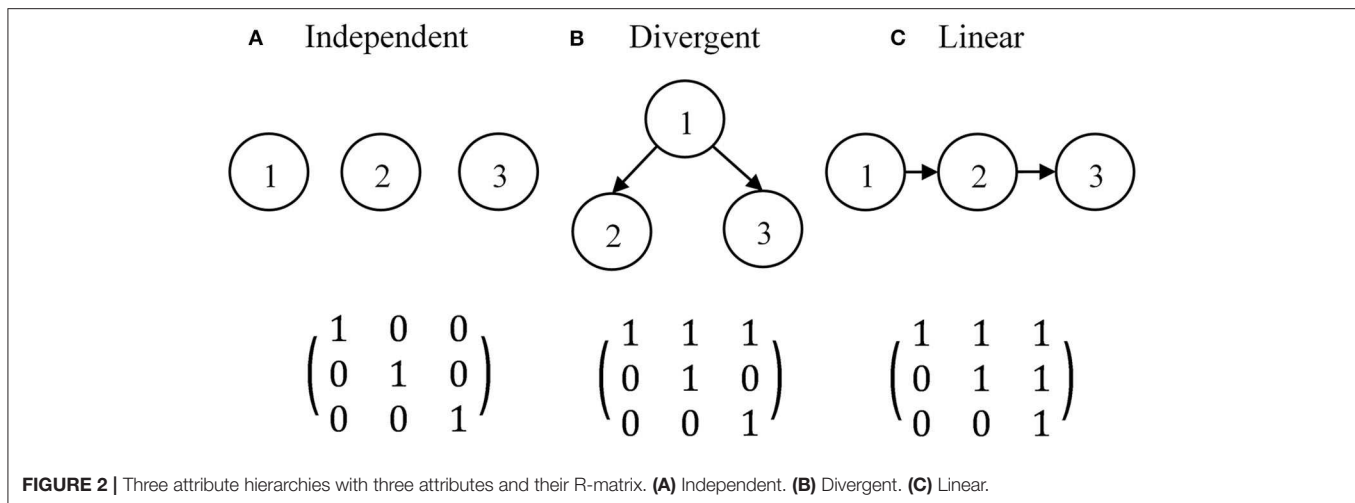 A Independent B Divergent C Linear
1
1 2 3 1 2 3
2 3
1 0 0 1 1 1 1 1 1
0 1 0 0 1 0 0 1 1
0 0 1 0 0 1 0 0 1
FIGURE 2 | Three attribute hierarchies with three attributes and their R-matrix. (A) Independent. (B) Divergent. (C) Linear.